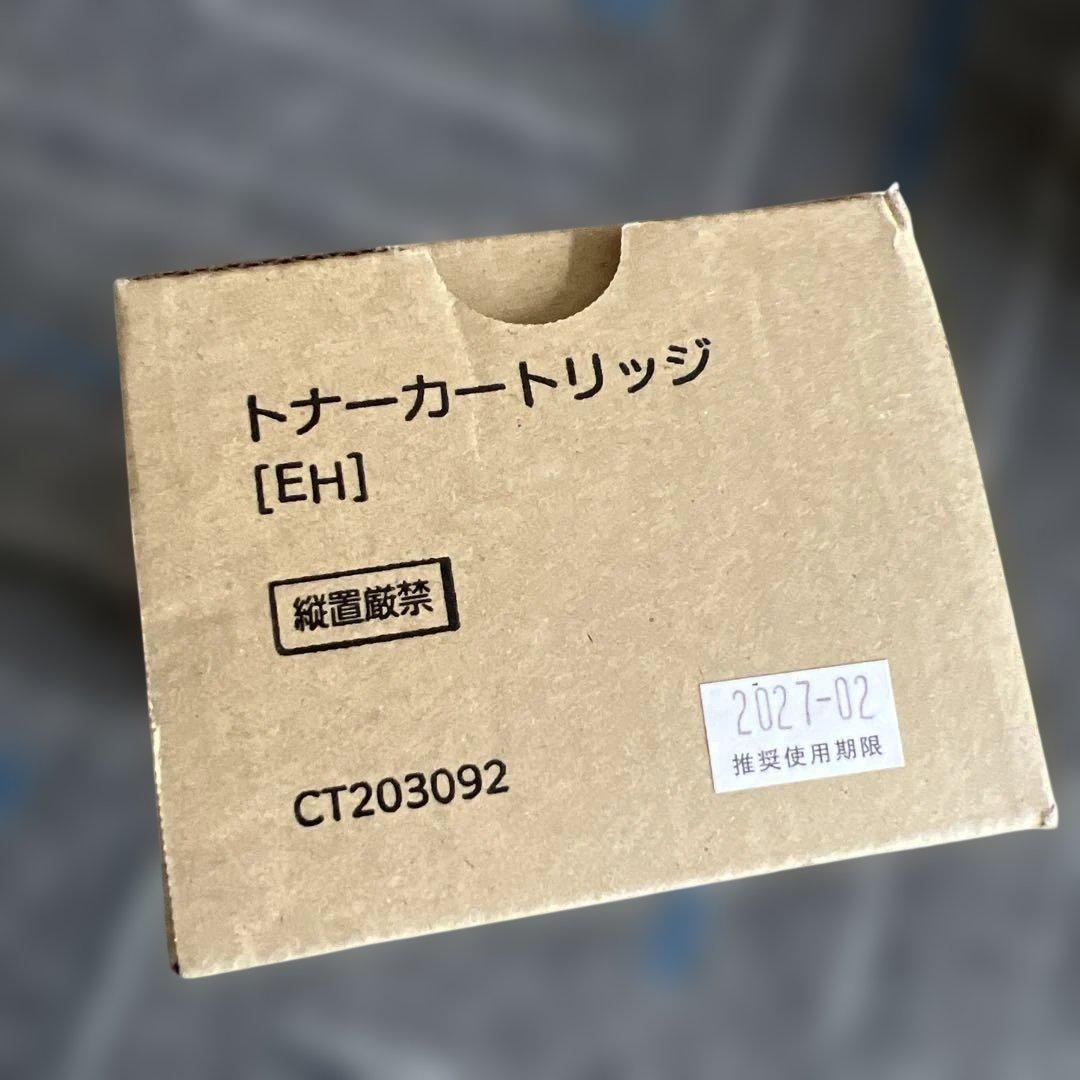 トナーカートリッジ
[EH]
縦置厳禁
CT203092
2027-02
推奨使用期限